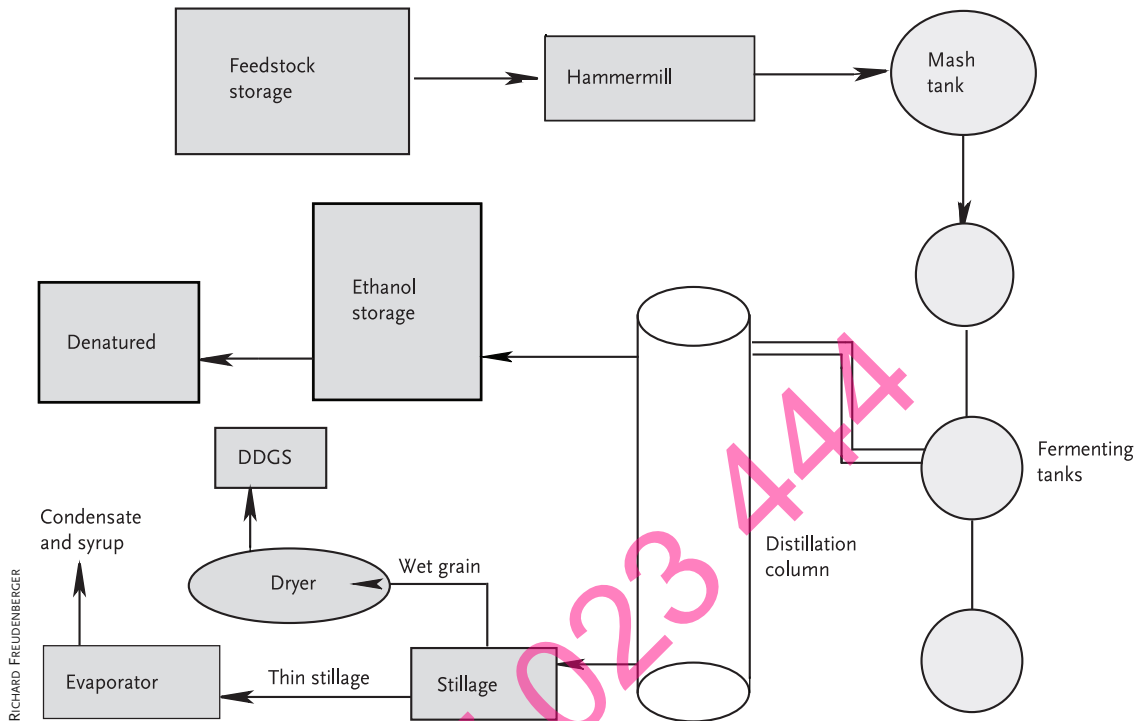 Feedstock
storage
Hammermill
Mash
tank
Ethanol
storage
Denatured
Fermenting
tanks
DDGS
Condensate
and syrup
Distillation
column
Wet grain
Dryer
Evaporator
Thin stillage
Stillage
RICHARD FREUDENBERGER
023 444